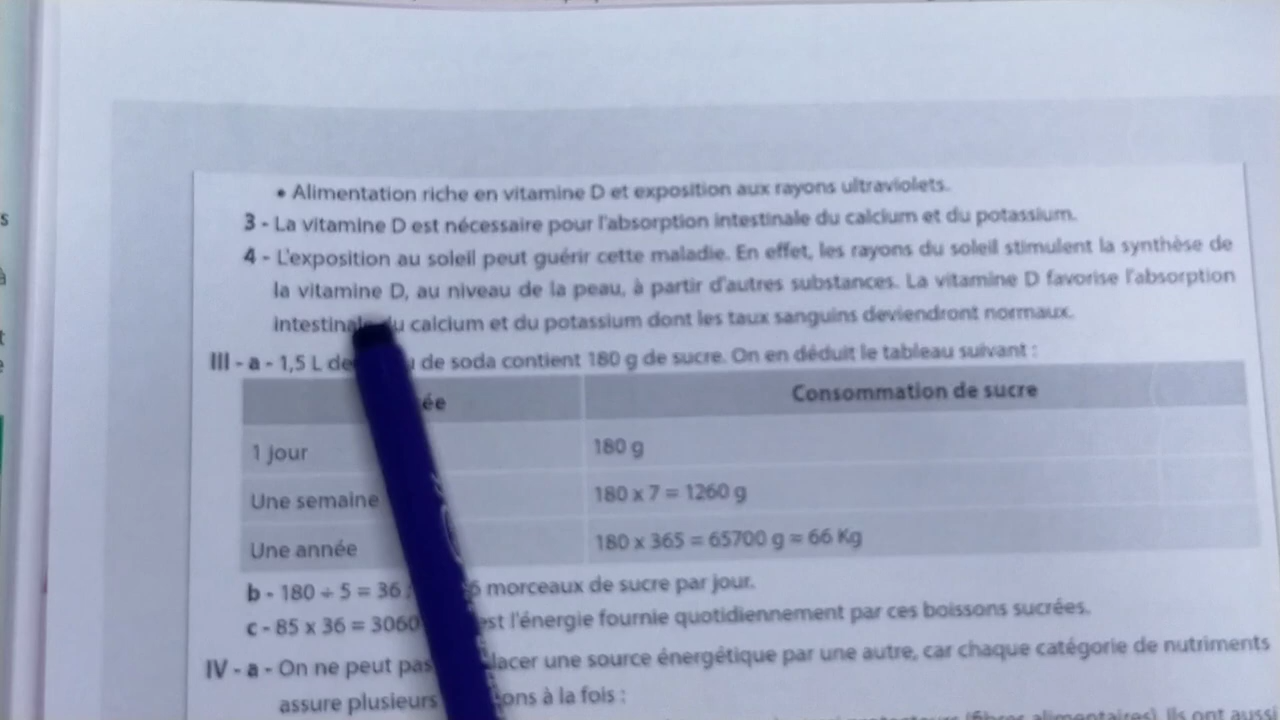 • Alimentation riche en vitamine D et exposition aux rayons ultraviolets.
3 - La vitamine D est nécessaire pour l'absorption intestinale du calcium et du potassium.
4 - L'exposition au soleil peut guérir cette maladie. En effet, les rayons du soleil stimulent la synthèse de
la vitamine D, au niveau de la peau, à partir d'autres substances. La vitamine D favorise l'absorption
intestinale du calcium et du potassium dont les taux sanguins deviendront normaux.
III - a - 1,5 L de soda contient 180 g de sucre. On en déduit le tableau suivant :
Consommation de sucre
1 jour 180 g
Une semaine 180 x 7 = 1260 g
Une année 180 x 365 = 65700 g ≈ 66 Kg
b - 180 ÷ 5 = 36 morceaux de sucre par jour.
c - 85 x 36 = 3060 est l'énergie fournie quotidiennement par ces boissons sucrées.
IV - a - On ne peut pas une source énergétique par une autre, car chaque catégorie de nutriments
assure plusieurs à la fois :
(fibres alimentaires). Ils ont aussi